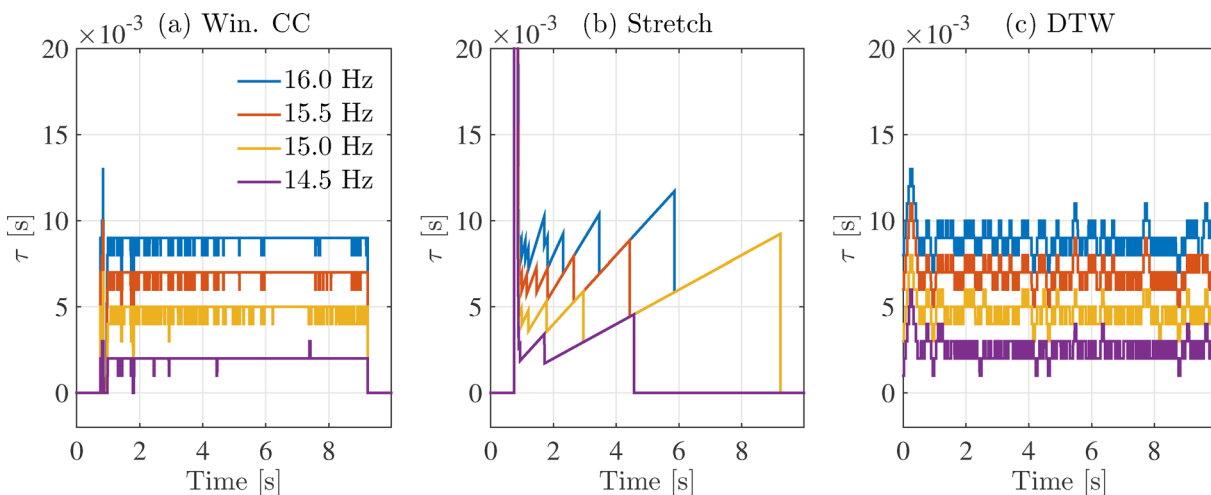 (a) Win. CC
×10⁻³
20
15
10
5
0
τ [s]
16.0 Hz
15.5 Hz
15.0 Hz
14.5 Hz
0 2 4 6 8
Time [s]
(b) Stretch
×10⁻³
20
15
10
5
0
τ [s]
0 2 4 6 8
Time [s]
(c) DTW
×10⁻³
20
15
10
5
0
τ [s]
0 2 4 6 8
Time [s]